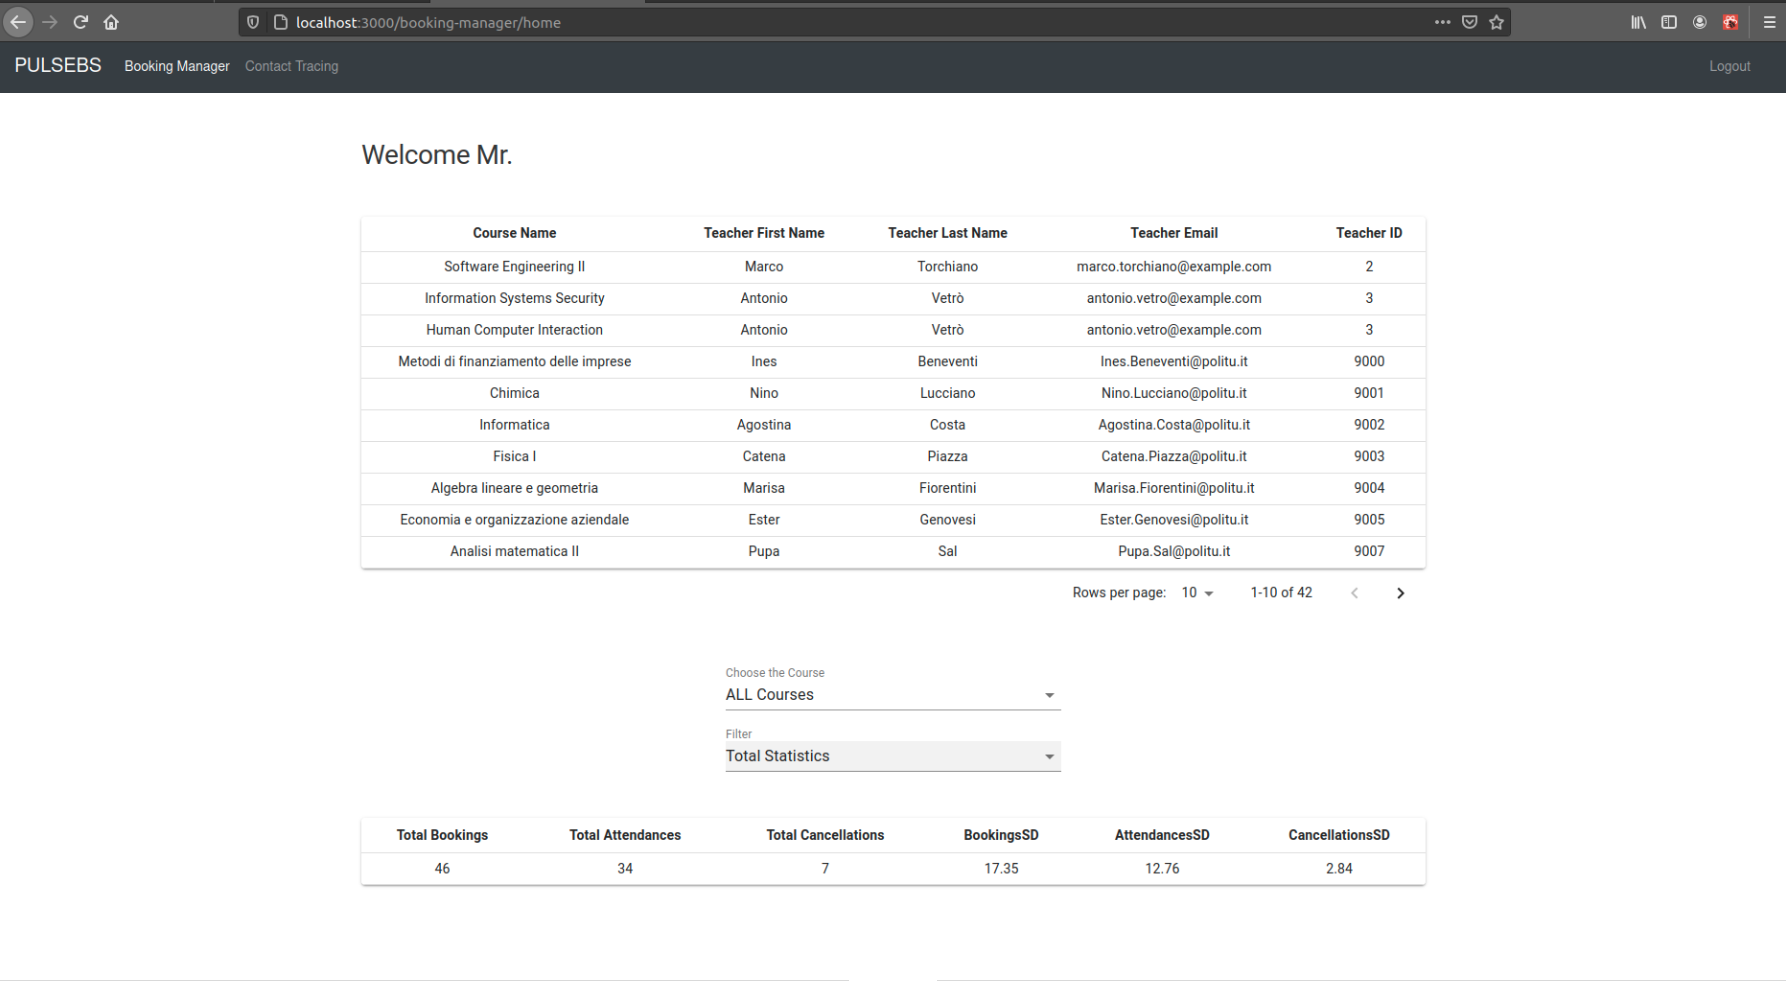 localhost:3000/booking-manager/home
PULSEBS Booking Manager Contact Tracing Logout
Welcome Mr.
Course Name Teacher First Name Teacher Last Name Teacher Email Teacher ID
Software Engineering II Marco Torchiano marco.torchiano@example.com 2
Information Systems Security Antonio Vetrò antonio.vetro@example.com 3
Human Computer Interaction Antonio Vetrò antonio.vetro@example.com 3
Metodi di finanziamento delle imprese Ines Beneventi Ines.Beneventi@politu.it 9000
Chimica Nino Lucciano Nino.Lucciano@politu.it 9001
Informatica Agostina Costa Agostina.Costa@politu.it 9002
Fisica I Catena Piazza Catena.Piazza@politu.it 9003
Algebra lineare e geometria Marisa Fiorentini Marisa.Fiorentini@politu.it 9004
Economia e organizzazione aziendale Ester Genovesi Ester.Genovesi@politu.it 9005
Analisi matematica II Pupa Sal Pupa.Sal@politu.it 9007
Rows per page: 10 1-10 of 42
Choose the Course
ALL Courses
Filter
Total Statistics
Total Bookings Total Attendances Total Cancellations BookingsSD AttendancesSD CancellationsSD
46 34 7 17.35 12.76 2.84